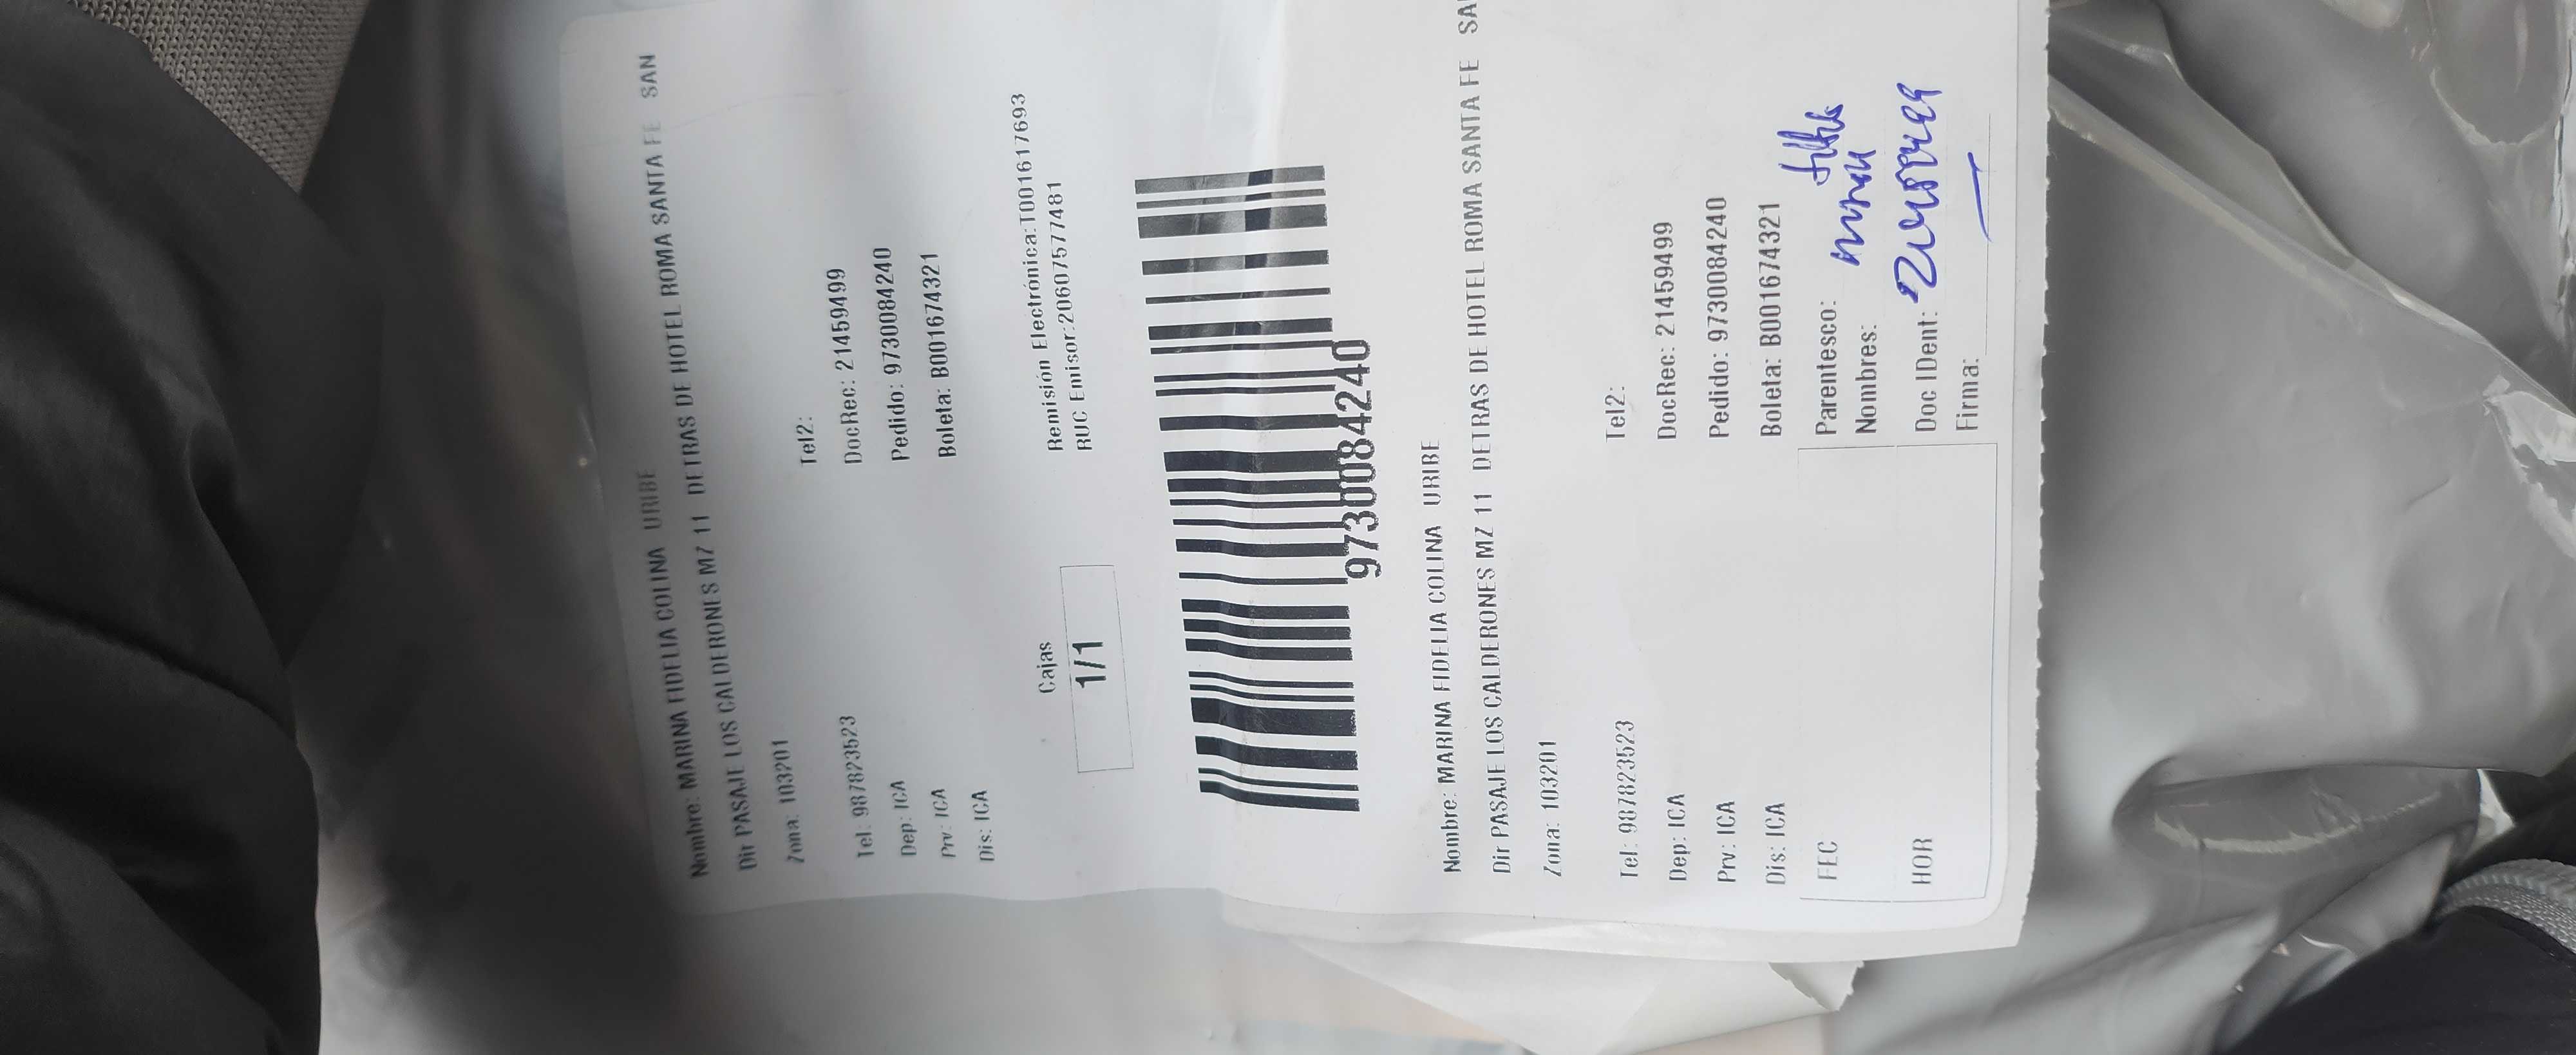 Nombre: MARINA FIDELIA COLINA URIBE
Dir PASAJE LOS CALDERONES MZ 11 DETRAS DE HOTEL ROMA SANTA FE SAN
Zona: 103201
Tel: 987823523
Tel2:
Dep: ICA
DocRec: 21459499
Prv: ICA
Pedido: 9730084240
Dis: ICA
Boleta: B001674321
Cajas
1/1
Remisión Electrónica:T001617693
RUC Emisor:20607577481
9730084240
Nombre: MARINA FIDELIA COLINA URIBE
Dir PASAJE LOS CALDERONES MZ 11 DETRAS DE HOTEL ROMA SANTA FE SA
Zona: 103201
Tel: 987823523
Tel2:
Dep: ICA
DocRec: 21459499
Prv: ICA
Pedido: 9730084240
Dis: ICA
Boleta: B001674321
FEC
HOR
Parentesco:
Nombres:
Doc IDent:
Firma: